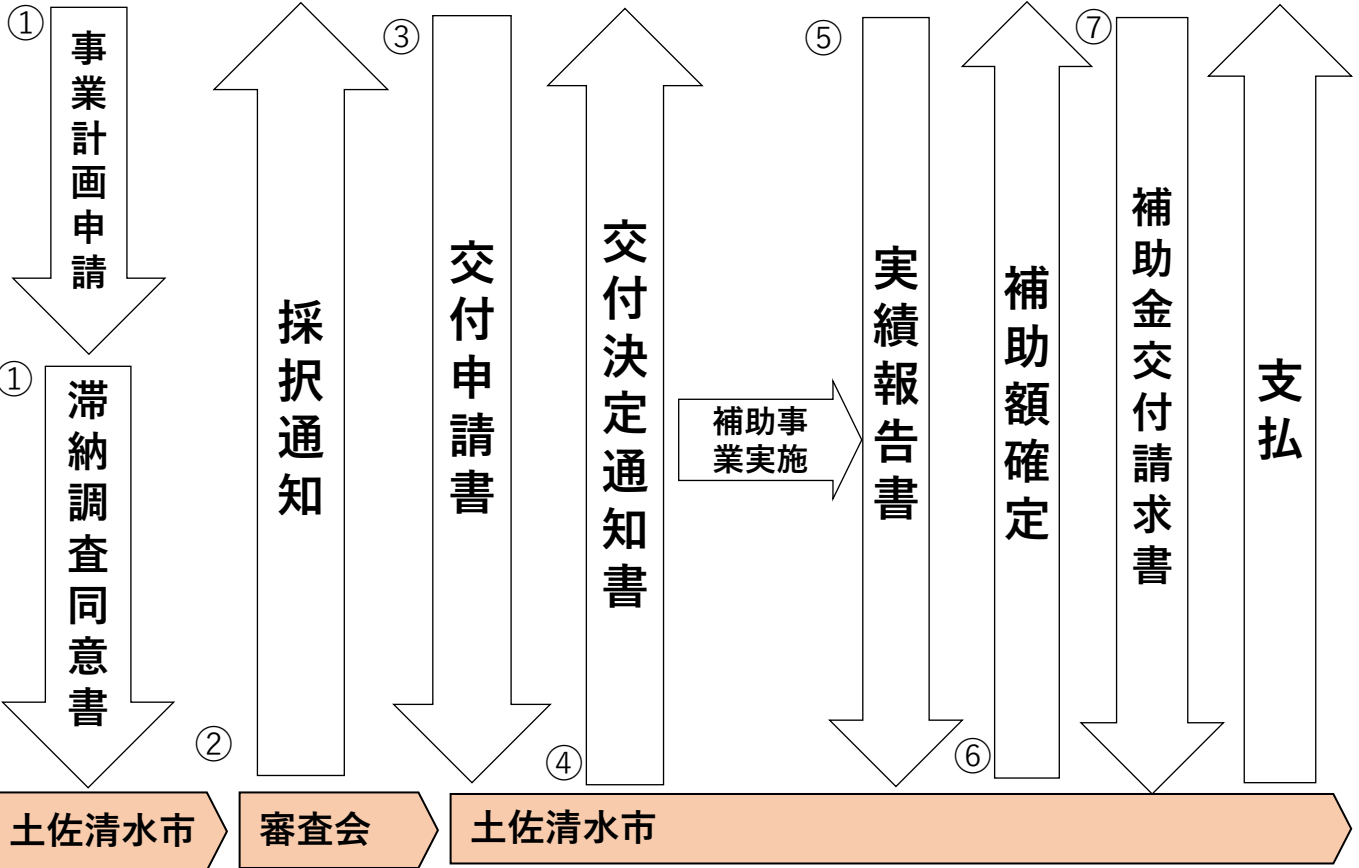 ①
事業計画申請
①
滞納調査同意書
②
採択通知
③
交付申請書
④
交付決定通知書
補助事
業実施
⑤
実績報告書
⑥
補助額確定
⑦
補助金交付請求書
支払
土佐清水市
審査会
土佐清水市